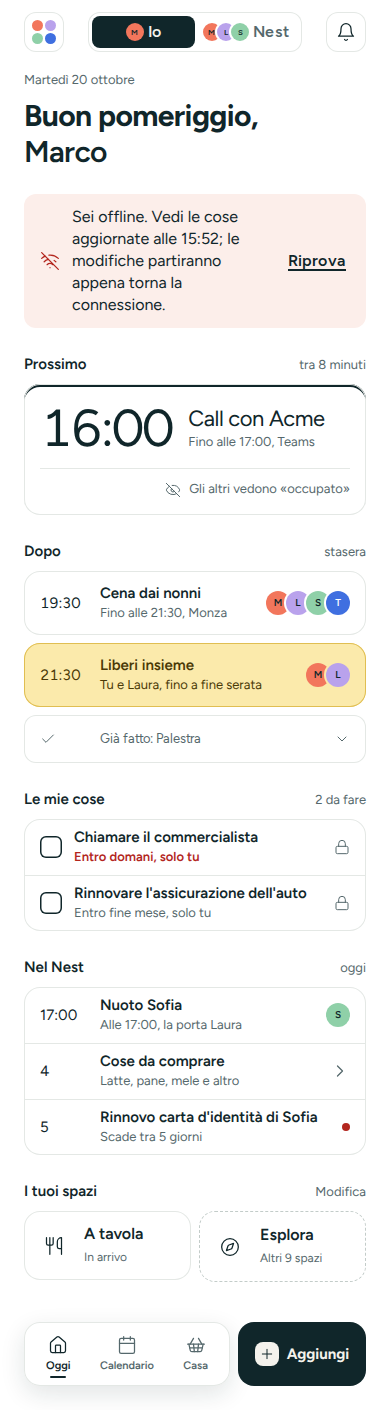 M Io M L S Nest
Martedì 20 ottobre
Buon pomeriggio,
Marco
Sei offline. Vedi le cose
aggiornate alle 15:52; le
modifiche partiranno
appena torna la
connessione.
Riprova
Prossimo tra 8 minuti
16:00 Call con Acme
Fino alle 17:00, Teams
Gli altri vedono «occupato»
Dopo stasera
19:30 Cena dai nonni M L S T
Fino alle 21:30, Monza
21:30 Liberi insieme M L
Tu e Laura, fino a fine serata
Già fatto: Palestra
Le mie cose 2 da fare
Chiamare il commercialista
Entro domani, solo tu
Rinnovare l'assicurazione dell'auto
Entro fine mese, solo tu
Nel Nest oggi
17:00 Nuoto Sofia S
Alle 17:00, la porta Laura
4 Cose da comprare
Latte, pane, mele e altro
5 Rinnovo carta d'identità di Sofia
Scade tra 5 giorni
I tuoi spazi Modifica
A tavola Esplora
In arrivo Altri 9 spazi
Oggi Calendario Casa Aggiungi